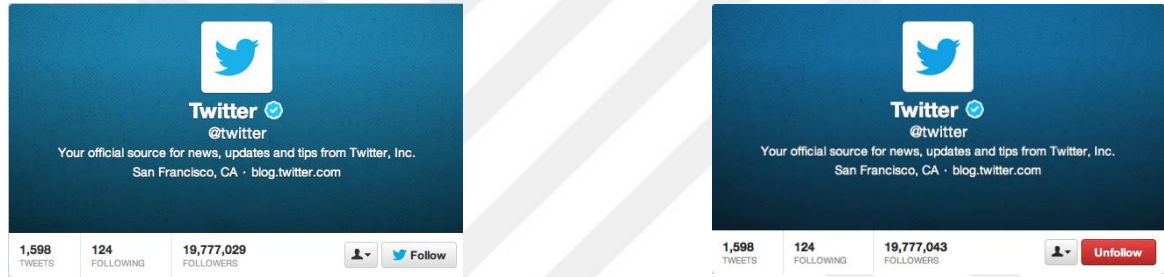 Twitter
@twitter
Your official source for news, updates and tips from Twitter, Inc.
San Francisco, CA · blog.twitter.com
1,598 124 19,777,029
TWEETS FOLLOWING FOLLOWERS
Follow
Twitter
@twitter
Your official source for news, updates and tips from Twitter, Inc.
San Francisco, CA · blog.twitter.com
1,598 124 19,777,043
TWEETS FOLLOWING FOLLOWERS
Unfollow